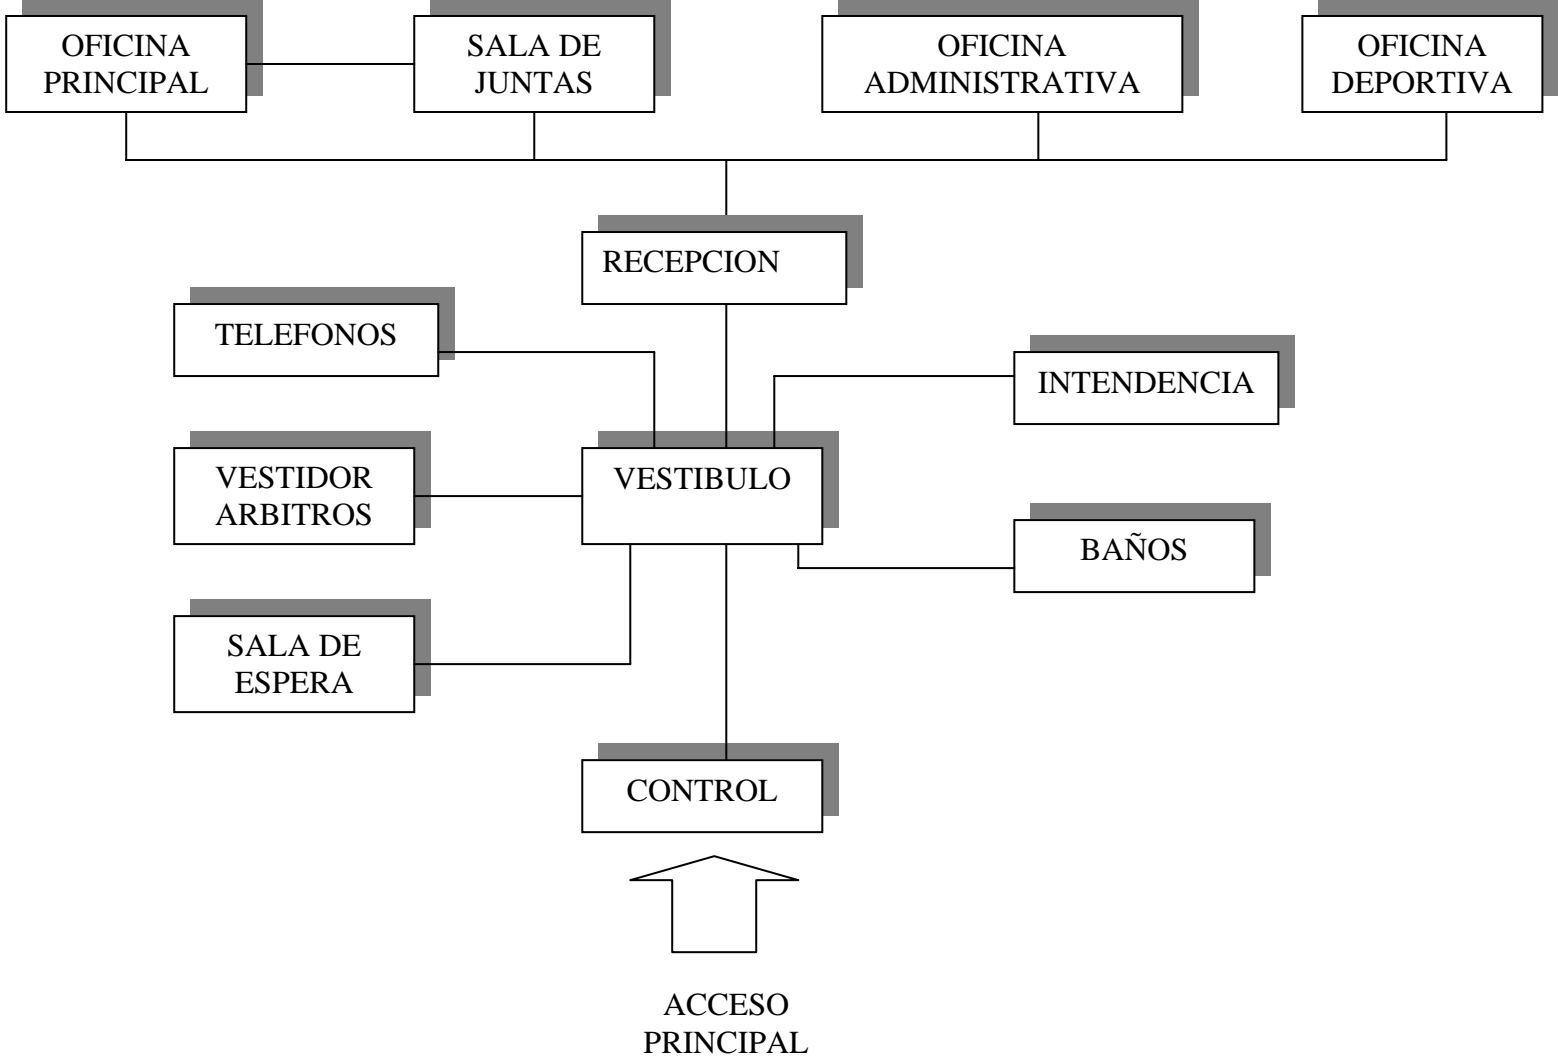 OFICINA
PRINCIPAL
SALA DE
JUNTAS
OFICINA
ADMINISTRATIVA
OFICINA
DEPORTIVA
RECEPCION
TELEFONOS
INTENDENCIA
VESTIDOR
ARBITROS
VESTIBULO
BAÑOS
SALA DE
ESPERA
CONTROL
ACCESO
PRINCIPAL